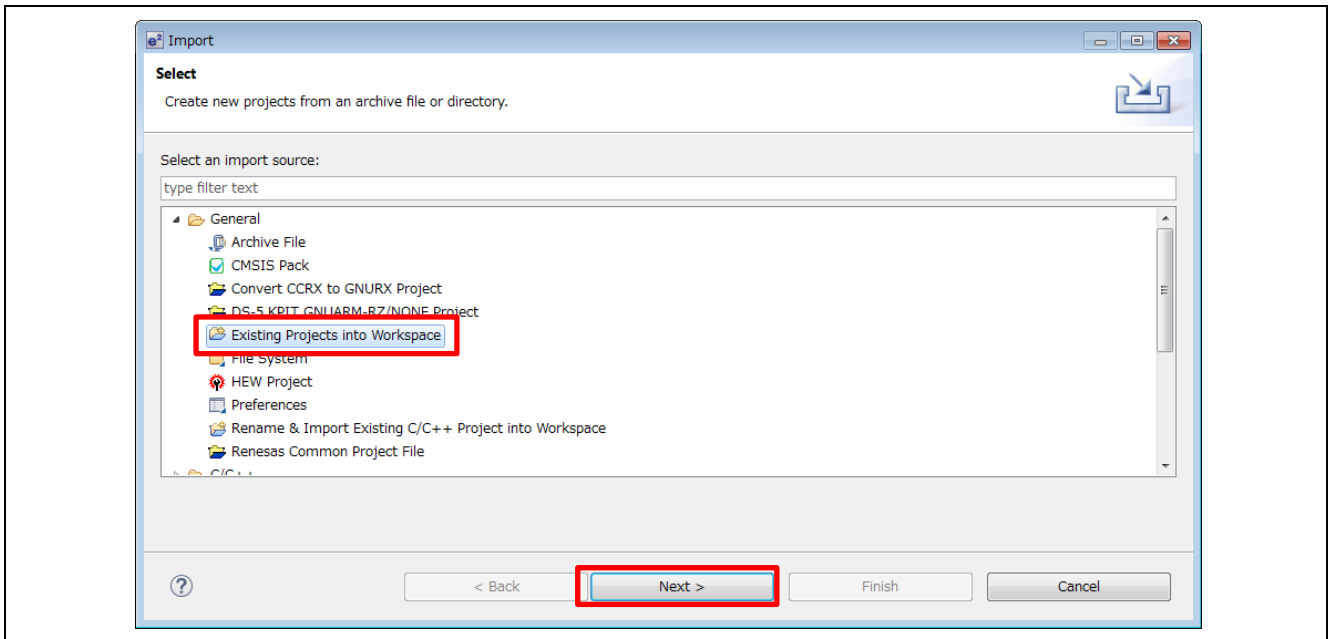 e² Import
Select
Create new projects from an archive file or directory.
Select an import source:
type filter text
General
Archive File
CMSIS Pack
Convert CCRX to GNURX Project
DS-5 KPIT GNUARM-RZ/NONE Project
Existing Projects into Workspace
File System
HEW Project
Preferences
Rename & Import Existing C/C++ Project into Workspace
Renesas Common Project File
C/C++
?
< Back
Next >
Finish
Cancel